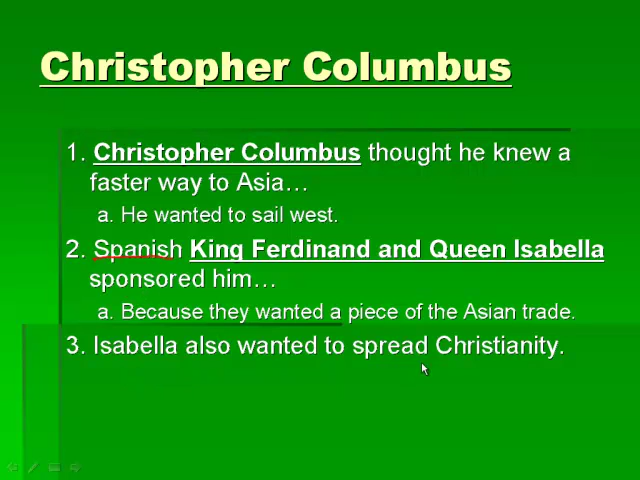 Christopher Columbus
1. Christopher Columbus thought he knew a
faster way to Asia…
a. He wanted to sail west.
2. Spanish King Ferdinand and Queen Isabella
sponsored him…
a. Because they wanted a piece of the Asian trade.
3. Isabella also wanted to spread Christianity.